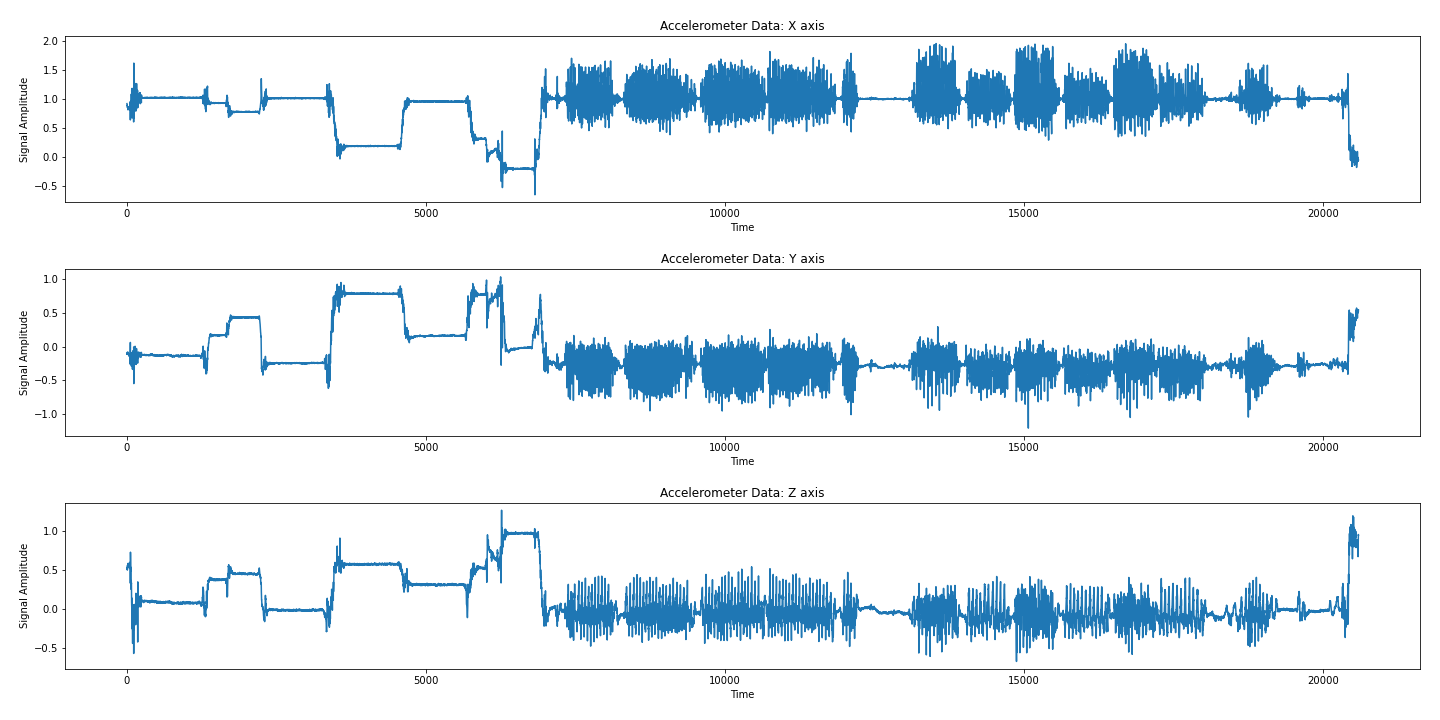 Accelerometer Data: X axis
2.0
1.5
1.0
0.5
0.0
−0.5
Signal Amplitude
0 5000 10000 15000 20000
Time
Accelerometer Data: Y axis
1.0
0.5
0.0
−0.5
−1.0
Signal Amplitude
0 5000 10000 15000 20000
Time
Accelerometer Data: Z axis
1.0
0.5
0.0
−0.5
Signal Amplitude
0 5000 10000 15000 20000
Time